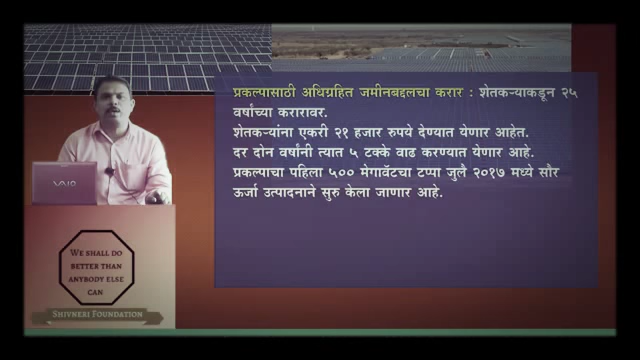 प्रकल्पासाठी अधिग्रहित जमीनबद्दलचा करार : शेतकऱ्याकडून २५
वर्षाच्या करारावर.
शेतकऱ्यांना एकरी २१ हजार रुपये देण्यात येणार आहेत.
दर दोन वर्षांनी त्यात ५ टक्के वाढ करण्यात येणार आहे.
प्रकल्पाचा पहिला ५०० मेगावॅटचा टप्पा जुलै २०१७ मध्ये सौर
ऊर्जा उत्पादनाने सुरु केला जाणार आहे.
VAIO
We shall do
better than
anybody else
can
Shivneri Foundation